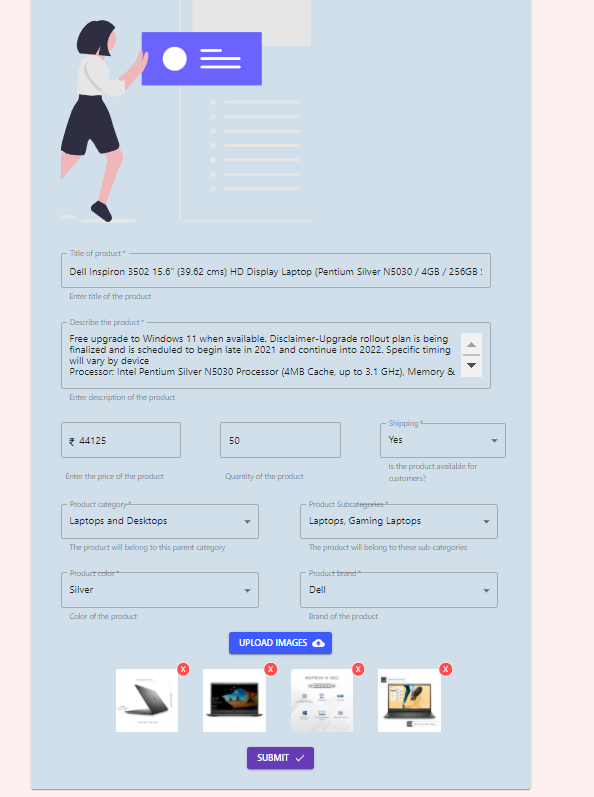 Title of product *
Dell Inspiron 3502 15.6" (39.62 cms) HD Display Laptop (Pentium Silver N5030 / 4GB / 256GB
Enter title of the product
Describe the product *
Free upgrade to Windows 11 when available. Disclaimer-Upgrade rollout plan is being
finalized and is scheduled to begin late in 2021 and continue into 2022. Specific timing
will vary by device
Processor: Intel Pentium Silver N5030 Processor (4MB Cache, up to 3.1 GHz), Memory &
Enter description of the product
₹ 44125
50
Shipping *
Yes
Enter the price of the product
Quantity of the product
Is the product available for
customers?
Product category *
Laptops and Desktops
The product will belong to this parent category
Product Subcategories *
Laptops, Gaming Laptops
The product will belong to these sub-categories
Product color *
Silver
Color of the product
Product brand *
Dell
Brand of the product
UPLOAD IMAGES
X
X
X
X
SUBMIT